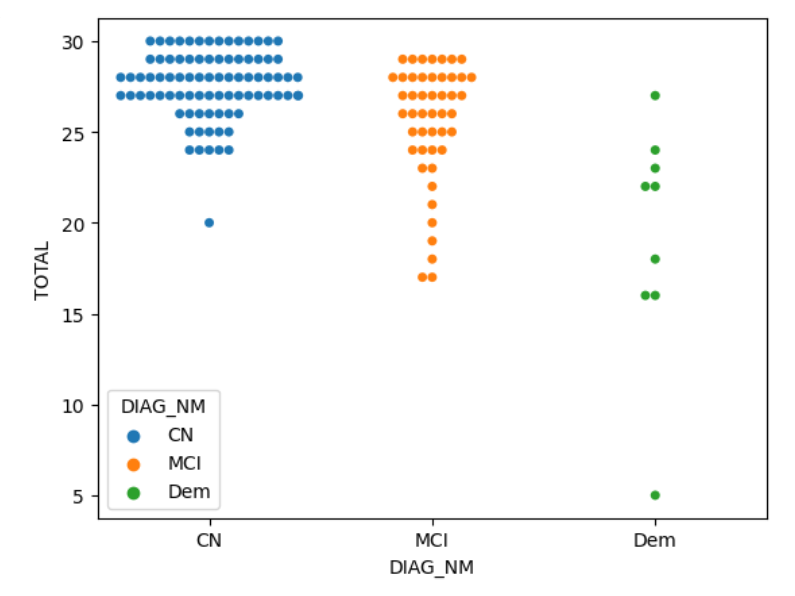 30
25
20
15
10
5
TOTAL
DIAG_NM
CN
MCI
Dem
CN MCI Dem
DIAG_NM